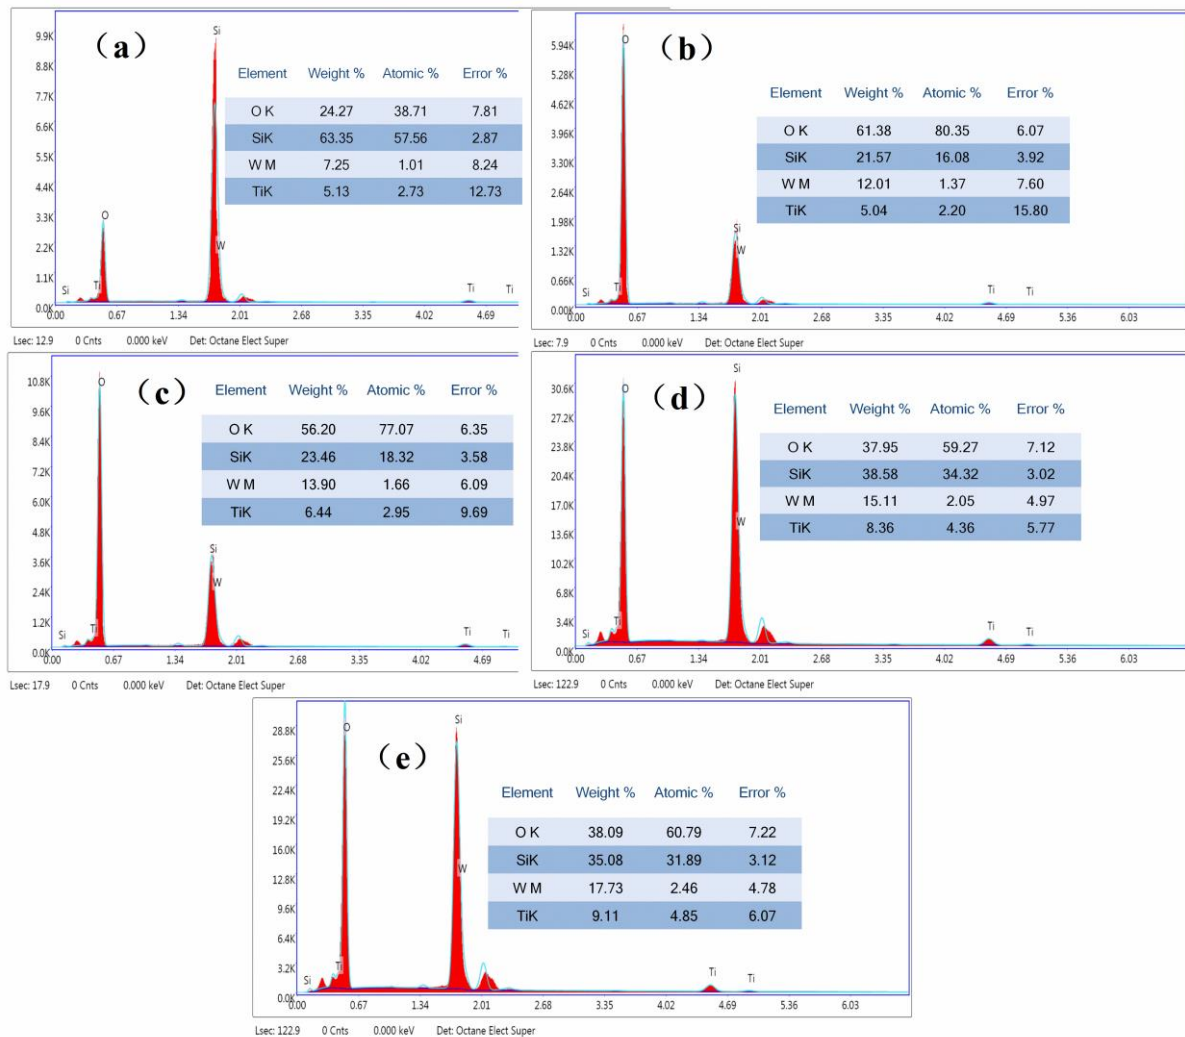 (a)
Si
O
W
Ti
Si
Ti
Ti
9.9K
8.8K
7.7K
6.6K
5.5K
4.4K
3.3K
2.2K
1.1K
0.0K
0.00 0.67 1.34 2.01 2.68 3.35 4.02 4.69
Element Weight % Atomic % Error %
O K 24.27 38.71 7.81
SiK 63.35 57.56 2.87
W M 7.25 1.01 8.24
TiK 5.13 2.73 12.73
Lsec: 12.9 0 Cnts 0.000 keV Det: Octane Elect Super
(b)
O
Si
W
Ti
Si
Ti
Ti
5.94K
5.28K
4.62K
3.96K
3.30K
2.64K
1.98K
1.32K
0.66K
0.00K
0.00 0.67 1.34 2.01 2.68 3.35 4.02 4.69 5.36 6.03
Element Weight % Atomic % Error %
O K 61.38 80.35 6.07
SiK 21.57 16.08 3.92
W M 12.01 1.37 7.60
TiK 5.04 2.20 15.80
Lsec: 7.9 0 Cnts 0.000 keV Det: Octane Elect Super
(c)
O
Si
W
Ti
Si
Ti
Ti
10.8K
9.6K
8.4K
7.2K
6.0K
4.8K
3.6K
2.4K
1.2K
0.0K
0.00 0.67 1.34 2.01 2.68 3.35 4.02 4.69
Element Weight % Atomic % Error %
O K 56.20 77.07 6.35
SiK 23.46 18.32 3.58
W M 13.90 1.66 6.09
TiK 6.44 2.95 9.69
Lsec: 17.9 0 Cnts 0.000 keV Det: Octane Elect Super
(d)
Si
O
W
Ti
Si
Ti
Ti
30.6K
27.2K
23.8K
20.4K
17.0K
13.6K
10.2K
6.8K
3.4K
0.0K
0.00 0.67 1.34 2.01 2.68 3.35 4.02 4.69 5.36 6.03
Element Weight % Atomic % Error %
O K 37.95 59.27 7.12
SiK 38.58 34.32 3.02
W M 15.11 2.05 4.97
TiK 8.36 4.36 5.77
Lsec: 122.9 0 Cnts 0.000 keV Det: Octane Elect Super
(e)
Si
O
W
Ti
Si
Ti
Ti
28.8K
25.6K
22.4K
19.2K
16.0K
12.8K
9.6K
6.4K
3.2K
0.0K
0.00 0.67 1.34 2.01 2.68 3.35 4.02 4.69 5.36 6.03
Element Weight % Atomic % Error %
O K 38.09 60.79 7.22
SiK 35.08 31.89 3.12
W M 17.73 2.46 4.78
TiK 9.11 4.85 6.07
Lsec: 122.9 0 Cnts 0.000 keV Det: Octane Elect Super